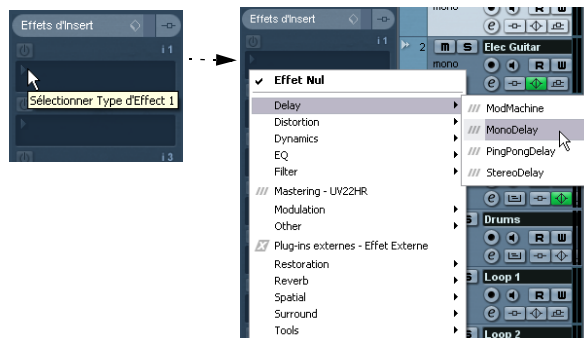 Effets d'Insert
i 1
Sélectionner Type d'Effect 1
i 3
Effets d'Insert
i 1
Effet Nul
Delay
Distortion
Dynamics
EQ
Filter
Mastering - UV22HR
Modulation
Other
Plug-ins externes - Effet Externe
Restoration
Reverb
Spatial
Surround
Tools
ModMachine
MonoDelay
PingPongDelay
StereoDelay
mono
e
2 M S Elec Guitar
mono
R W
e
e
S Drums
R W
e
S Loop 1
R W
e
S Loop 2